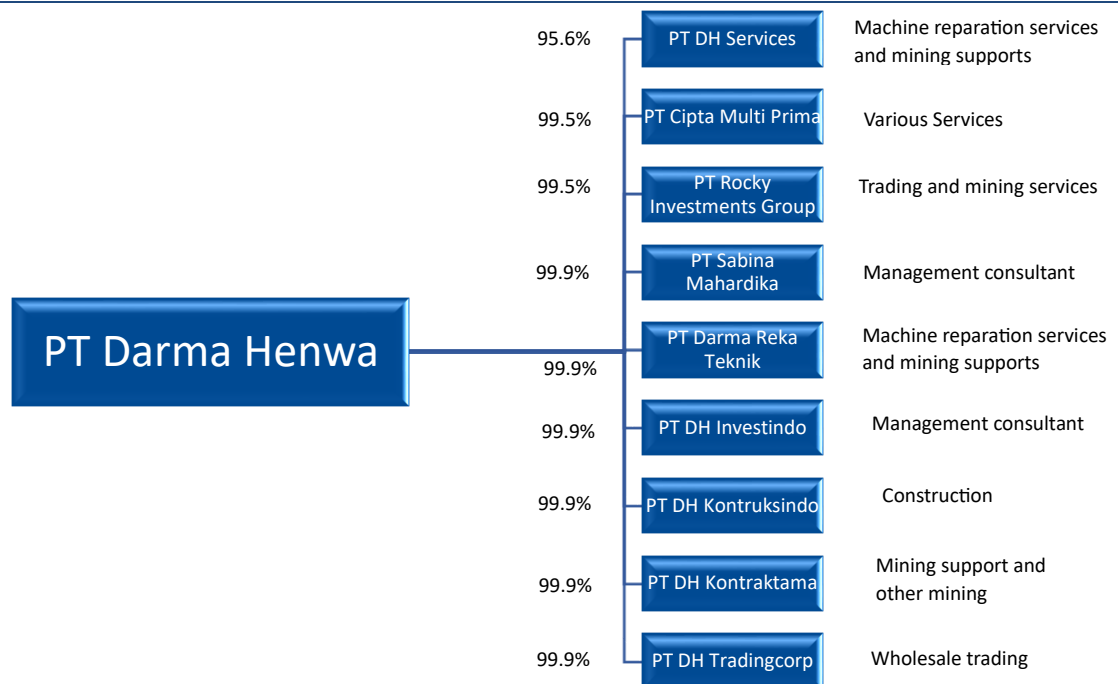 95.6%
PT DH Services
Machine reparation services
and mining supports
99.5%
PT Cipta Multi Prima
Various Services
99.5%
PT Rocky
Investments Group
Trading and mining services
99.9%
PT Sabina
Mahardika
Management consultant
PT Darma Henwa
99.9%
PT Darma Reka
Teknik
Machine reparation services
and mining supports
99.9%
PT DH Investindo
Management consultant
99.9%
PT DH Kontruksindo
Construction
99.9%
PT DH Kontraktama
Mining support and
other mining
99.9%
PT DH Tradingcorp
Wholesale trading